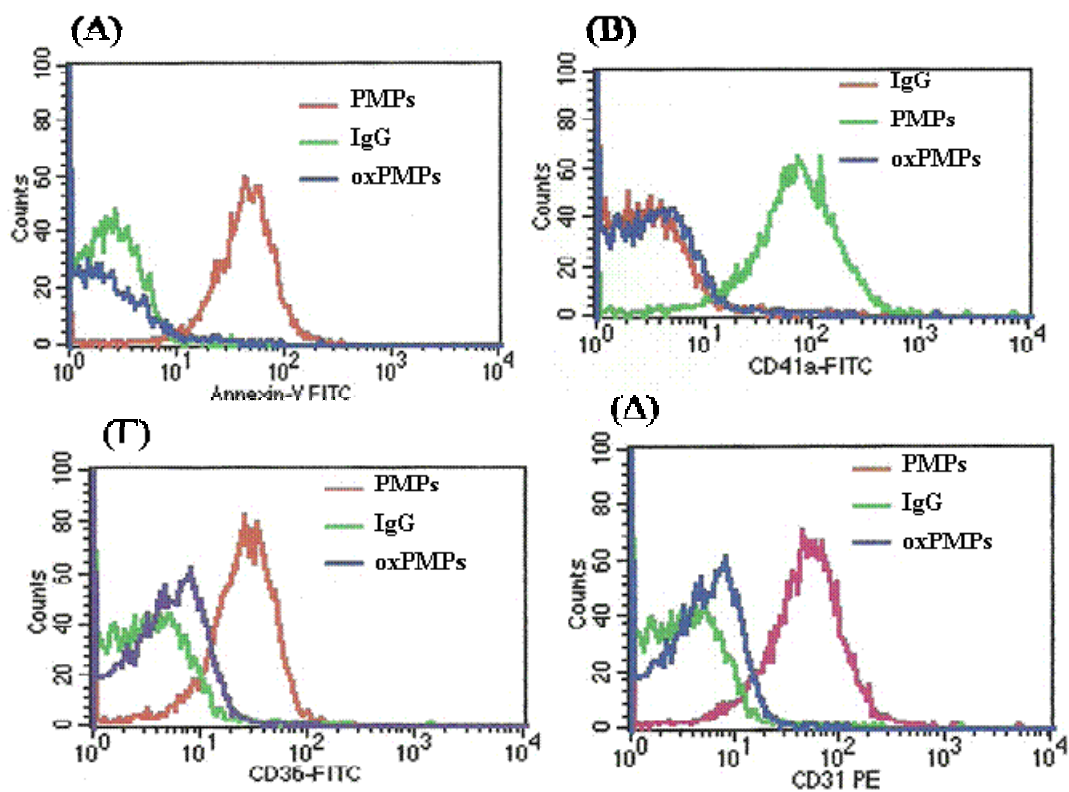 (A)
100
80
60
40
20
0
Counts
PMPs
IgG
oxPMPs
10⁰ 10¹ 10² 10³ 10⁴
Annexin-V FITC
(B)
100
80
60
40
20
0
Counts
IgG
PMPs
oxPMPs
10⁰ 10¹ 10² 10³ 10⁴
CD41a-FITC
(Γ)
100
80
60
40
20
0
Counts
PMPs
IgG
oxPMPs
10⁰ 10¹ 10² 10³ 10⁴
CD36-FITC
(Δ)
100
80
60
40
20
0
Counts
PMPs
IgG
oxPMPs
10⁰ 10¹ 10² 10³ 10⁴
CD31 PE